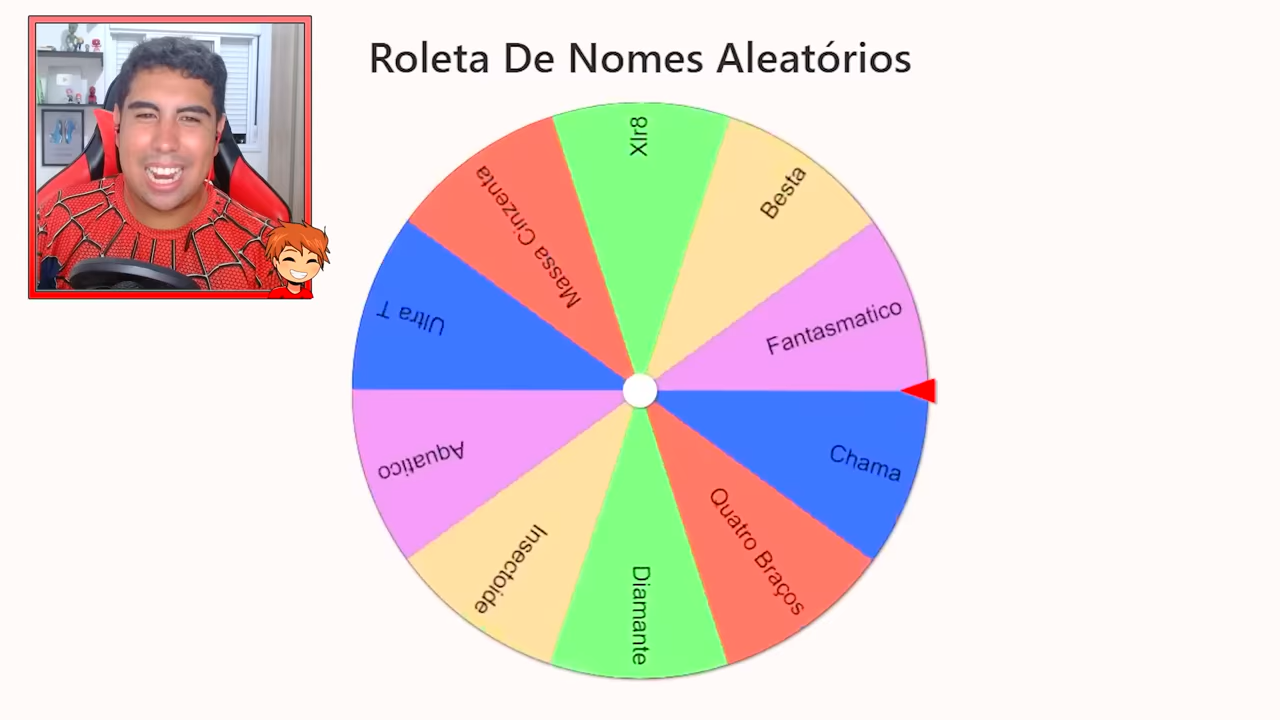 Roleta De Nomes Aleatórios
Xlr8
Besta
Fantasmatico
Chama
Quatro Braços
Diamante
Insectoide
Aquatico
Ultra T
Massa Cinzenta